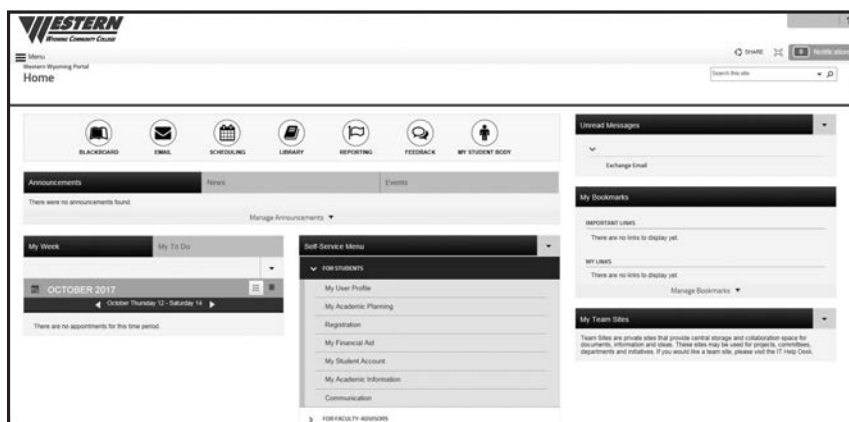 WESTERN
WYOMING COMMUNITY COLLEGE
SHARE
0 Notification
Menu
Western Wyoming Portal
Home
Search this site
BLACKBOARD EMAIL SCHEDULING LIBRARY REPORTING FEEDBACK MY STUDENT BODY
Announcements News Events
There were no announcements found.
Manage Announcements
My Week My To Do
OCTOBER 2017
October Thursday 12 - Saturday 14
There are no appointments for this time period.
Self-Service Menu
FOR STUDENTS
My User Profile
My Academic Planning
Registration
My Financial Aid
My Student Account
My Academic Information
Communication
FOR FACULTY-ADVISORS
Unread Messages
Exchange Email
My Bookmarks
IMPORTANT LINKS
There are no links to display yet.
MY LINKS
There are no links to display yet.
Manage Bookmarks
My Team Sites
Team Sites are private sites that provide central storage and collaboration space for
documents, information and ideas. These sites may be used for projects, committees,
departments and initiatives. If you would like a team site, please visit the IT Help Desk.